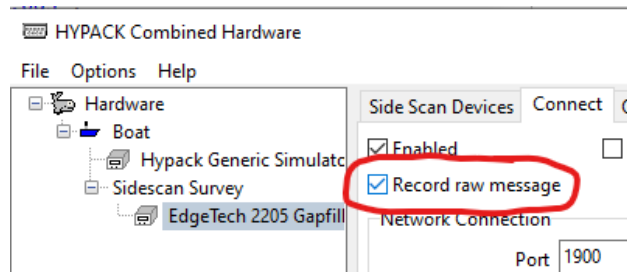 HYPACK Combined Hardware
File Options Help
Hardware
Boat
Hypack Generic Simulatc
Sidescan Survey
EdgeTech 2205 Gapfill
Side Scan Devices Connect
Enabled
Record raw message
Network Connection
Port 1900